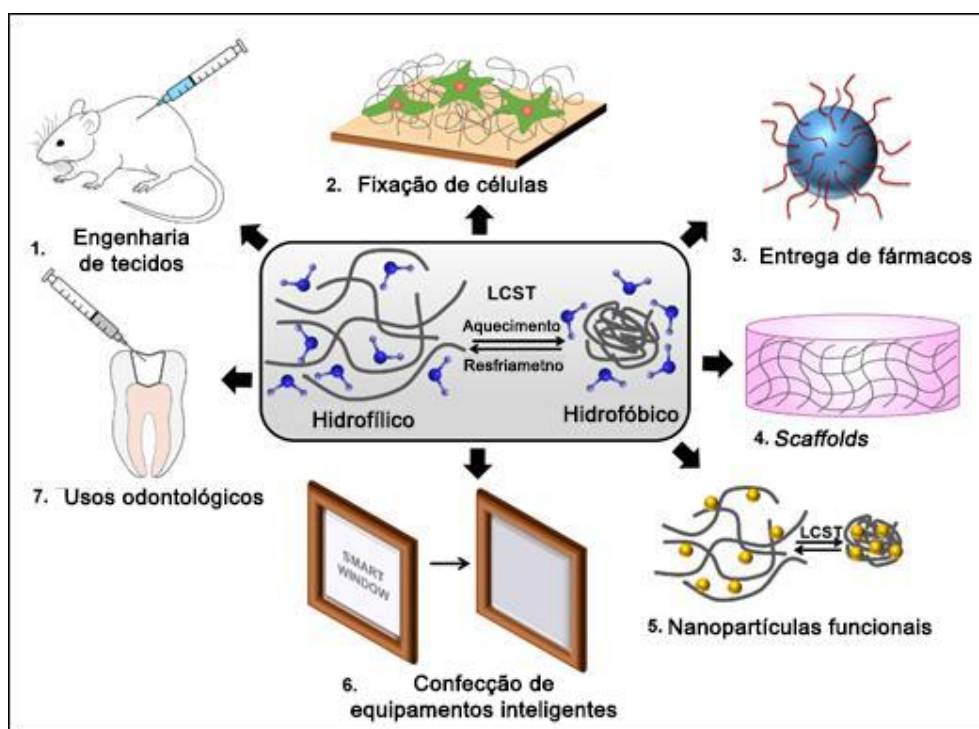 1. Engenharia
de tecidos
2. Fixação de células
3. Entrega de fármacos
LCST
Aquecimento
Resfriametno
Hidrofílico
Hidrofóbico
4. Scaffolds
LCST
5. Nanopartículas funcionais
SMART
WINDOW
6. Confecção de
equipamentos inteligentes
7. Usos odontológicos